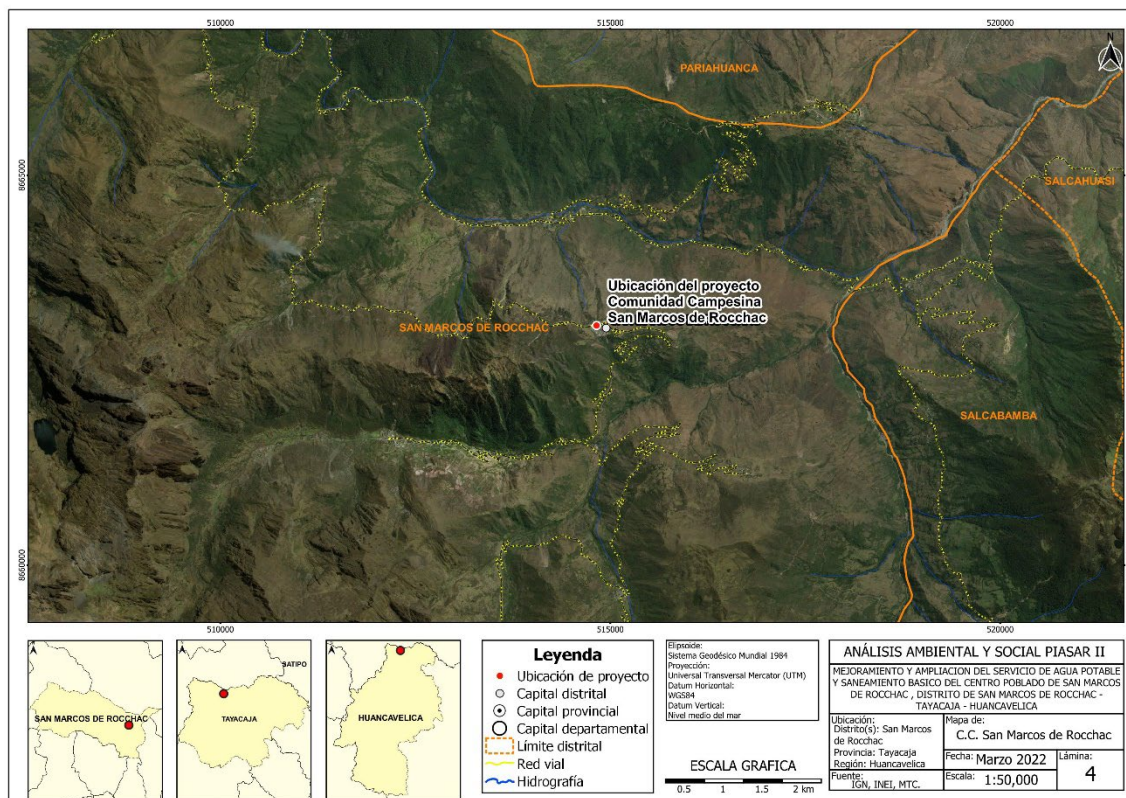 510000
515000
520000
N
PARIAHUANCA
8665000
SALCAHUASI
Ubicación del proyecto
Comunidad Campesina
San Marcos de Rocchac
SAN MARCOS DE ROCCHAC
SALCABAMBA
8660000
510000
515000
520000
SAN MARCOS DE ROCCHAC
SATIPO
TAYACAJA
HUANCAVELICA
Leyenda
Ubicación de proyecto
Capital distrital
Capital provincial
Capital departamental
Límite distrital
Red vial
Hidrografía
Elipsoide:
Sistema Geodésico Mundial 1984
Proyección:
Universal Transversal Mercator (UTM)
Datum Horizontal:
WGS84
Datum Vertical:
Nivel medio del mar
ESCALA GRAFICA
0.5 1 1.5 2 km
ANÁLISIS AMBIENTAL Y SOCIAL PIASAR II
MEJORAMIENTO Y AMPLIACION DEL SERVICIO DE AGUA POTABLE
Y SANEAMIENTO BASICO DEL CENTRO POBLADO DE SAN MARCOS
DE ROCCHAC , DISTRITO DE SAN MARCOS DE ROCCHAC -
TAYACAJA - HUANCAVELICA
Ubicación:
Distrito(s): San Marcos
de Rocchac
Provincia: Tayacaja
Región: Huancavelica
Fuente:
IGN, INEI, MTC.
Mapa de:
C.C. San Marcos de Rocchac
Fecha: Marzo 2022
Escala: 1:50,000
Lámina:
4